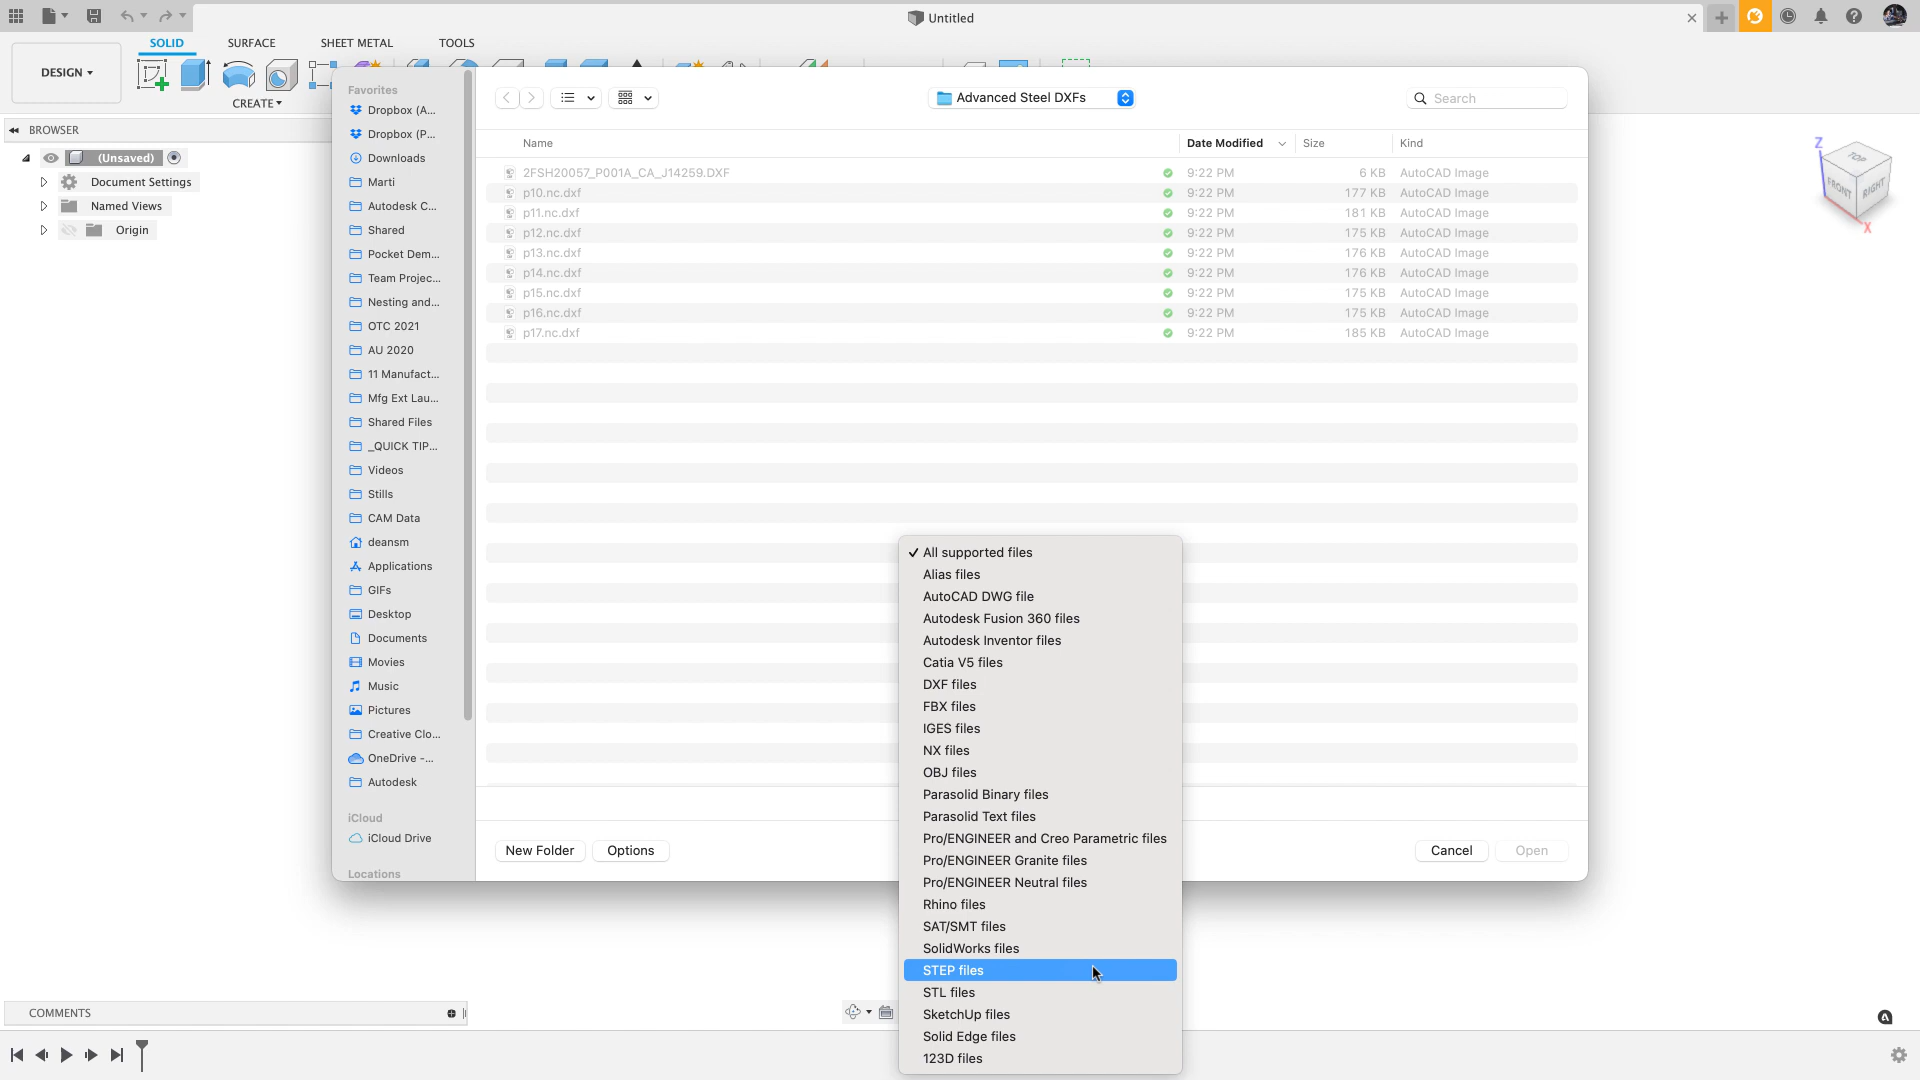 Untitled
SOLID SURFACE SHEET METAL TOOLS
DESIGN
CREATE
BROWSER
(Unsaved)
Document Settings
Named Views
Origin
Favorites
Dropbox (A...
Dropbox (P...
Downloads
Marti
Autodesk C...
Shared
Pocket Dem...
Team Projec...
Nesting and...
OTC 2021
AU 2020
11 Manufact...
Mfg Ext Lau...
Shared Files
_QUICK TIP...
Videos
Stills
CAM Data
deansm
Applications
GIFs
Desktop
Documents
Movies
Music
Pictures
Creative Clo...
OneDrive -...
Autodesk
iCloud
iCloud Drive
Locations
Advanced Steel DXFs
Search
Name Date Modified Size Kind
2FSH20057_P001A_CA_J14259.DXF 9:22 PM 6 KB AutoCAD Image
p10.nc.dxf 9:22 PM 177 KB AutoCAD Image
p11.nc.dxf 9:22 PM 181 KB AutoCAD Image
p12.nc.dxf 9:22 PM 175 KB AutoCAD Image
p13.nc.dxf 9:22 PM 176 KB AutoCAD Image
p14.nc.dxf 9:22 PM 176 KB AutoCAD Image
p15.nc.dxf 9:22 PM 175 KB AutoCAD Image
p16.nc.dxf 9:22 PM 175 KB AutoCAD Image
p17.nc.dxf 9:22 PM 185 KB AutoCAD Image
All supported files
Alias files
AutoCAD DWG file
Autodesk Fusion 360 files
Autodesk Inventor files
Catia V5 files
DXF files
FBX files
IGES files
NX files
OBJ files
Parasolid Binary files
Parasolid Text files
Pro/ENGINEER and Creo Parametric files
Pro/ENGINEER Granite files
Pro/ENGINEER Neutral files
Rhino files
SAT/SMT files
SolidWorks files
STEP files
STL files
SketchUp files
Solid Edge files
123D files
New Folder Options Cancel Open
Z
TOP
FRONT RIGHT
X
COMMENTS